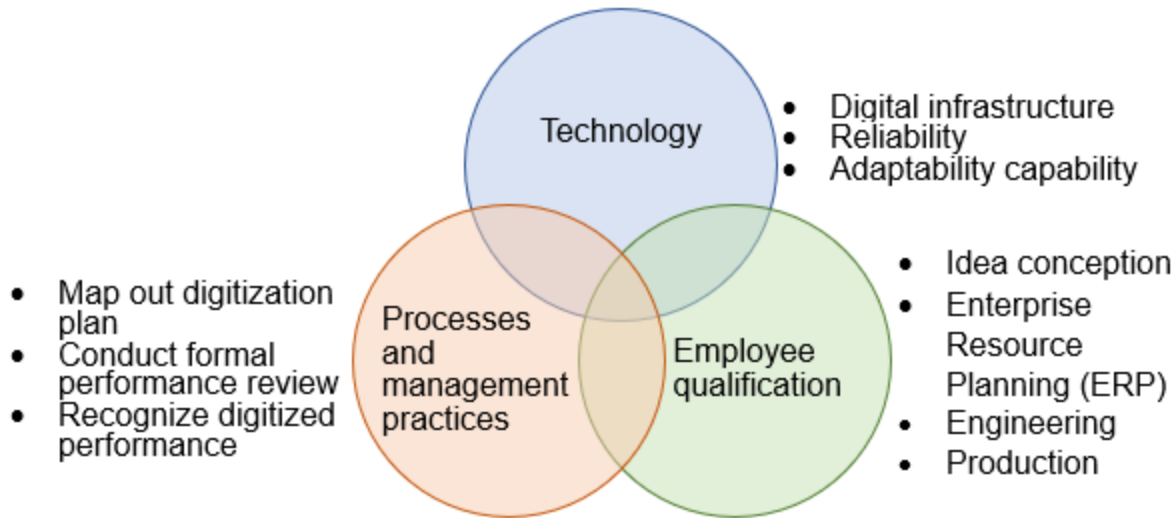 Technology
• Digital infrastructure
• Reliability
• Adaptability capability
• Map out digitization
plan
• Conduct formal
performance review
• Recognize digitized
performance
Processes
and
management
practices
Employee
qualification
• Idea conception
• Enterprise
Resource
Planning (ERP)
• Engineering
• Production